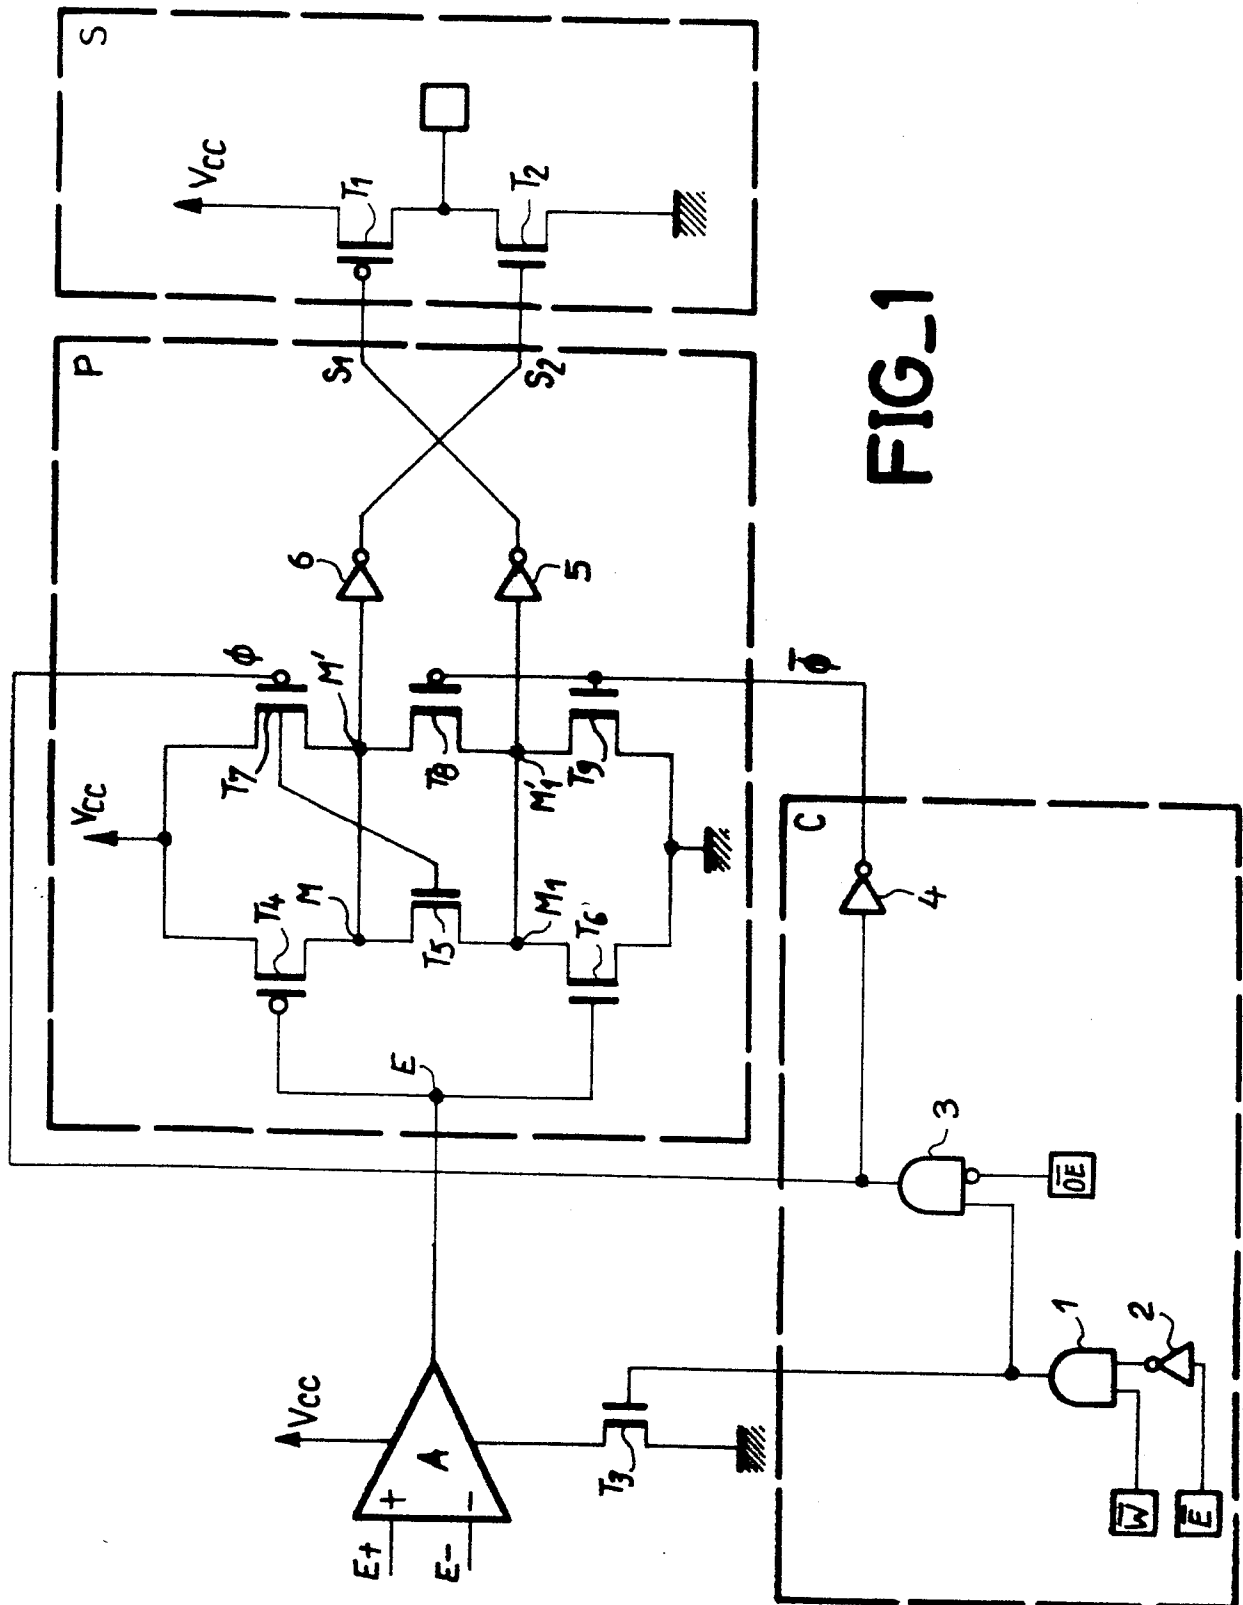 S
Vcc
T1
T2
P
S1
S2
6
5
Φ
M'
T7
T8
M'1
T9
Φ̅
Vcc
T4
M
T5
M1
T6
E
C
4
3
O̅E̅
1
2
W̅
E̅
Vcc
A
+
-
E+
E-
T3
FIG_1